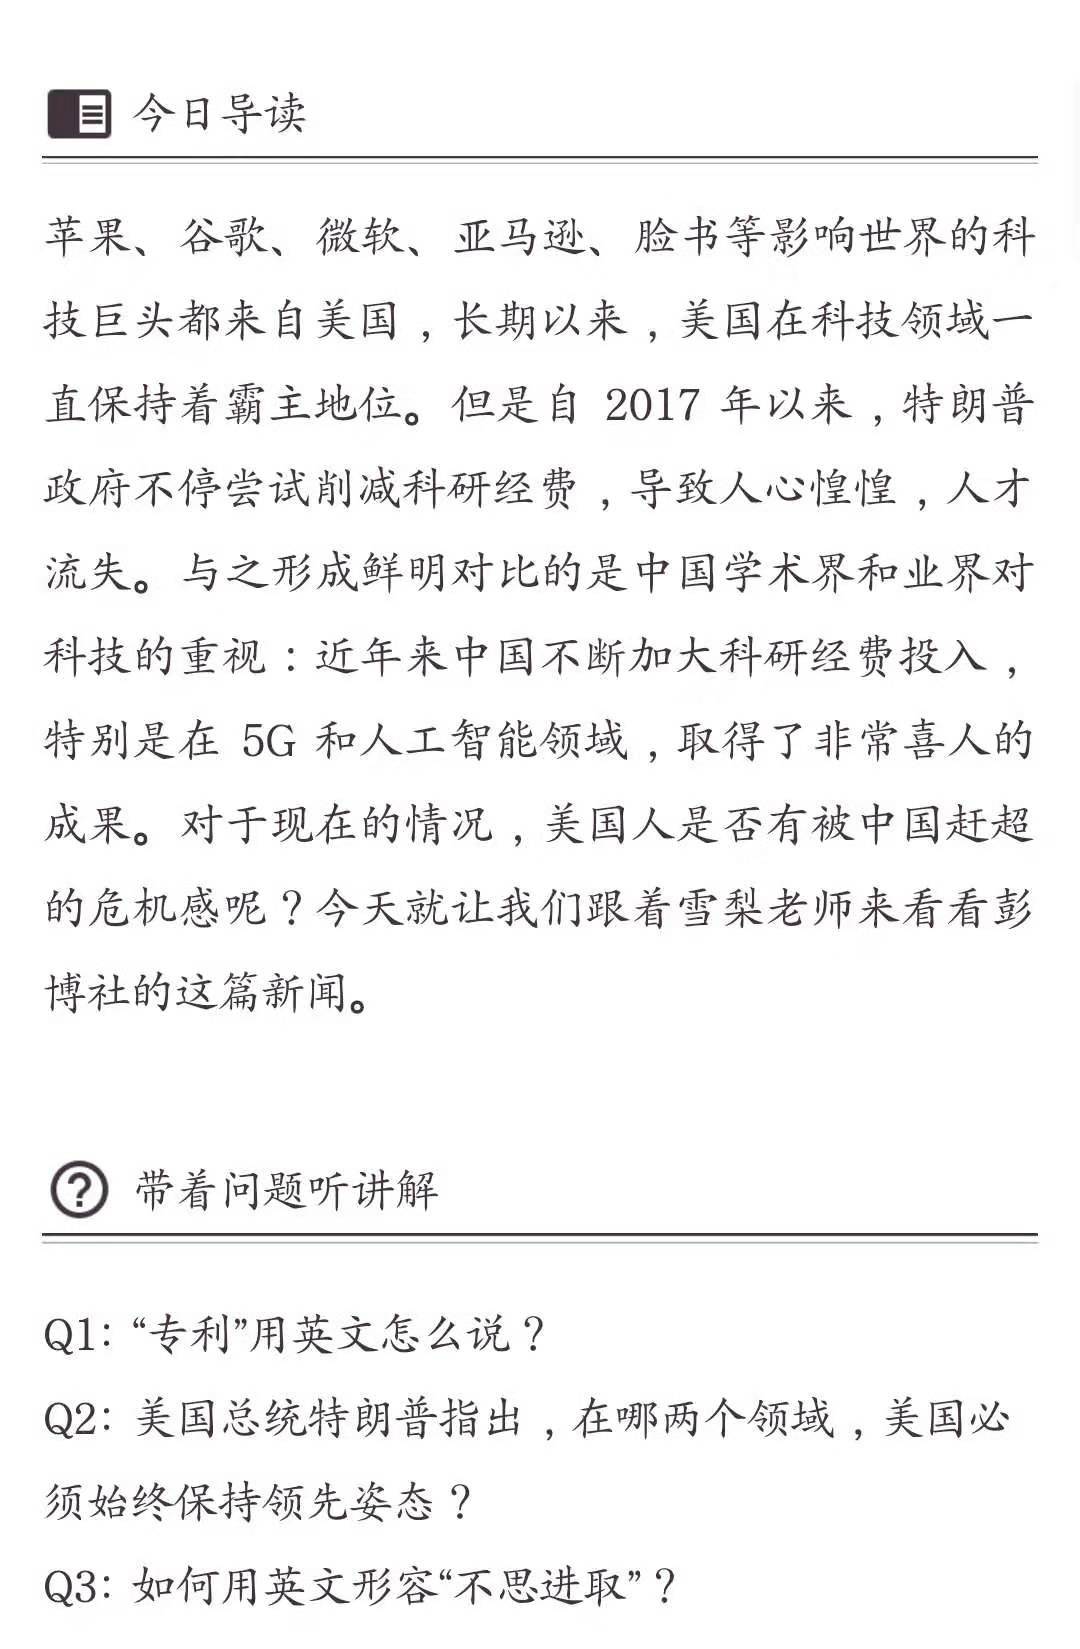 今日导读
苹果、谷歌、微软、亚马逊、脸书等影响世界的科
技巨头都来自美国，长期以来，美国在科技领域一
直保持着霸主地位。但是自 2017 年以来，特朗普
政府不停尝试削减科研经费，导致人心惶惶，人才
流失。与之形成鲜明对比的是中国学术界和业界对
科技的重视：近年来中国不断加大科研经费投入，
特别是在 5G 和人工智能领域，取得了非常喜人的
成果。对于现在的情况，美国人是否有被中国赶超
的危机感呢？今天就让我们跟着雪梨老师来看看彭
博社的这篇新闻。
带着问题听讲解
Q1: “专利”用英文怎么说？
Q2: 美国总统特朗普指出，在哪两个领域，美国必
须始终保持领先姿态？
Q3: 如何用英文形容“不思进取”？